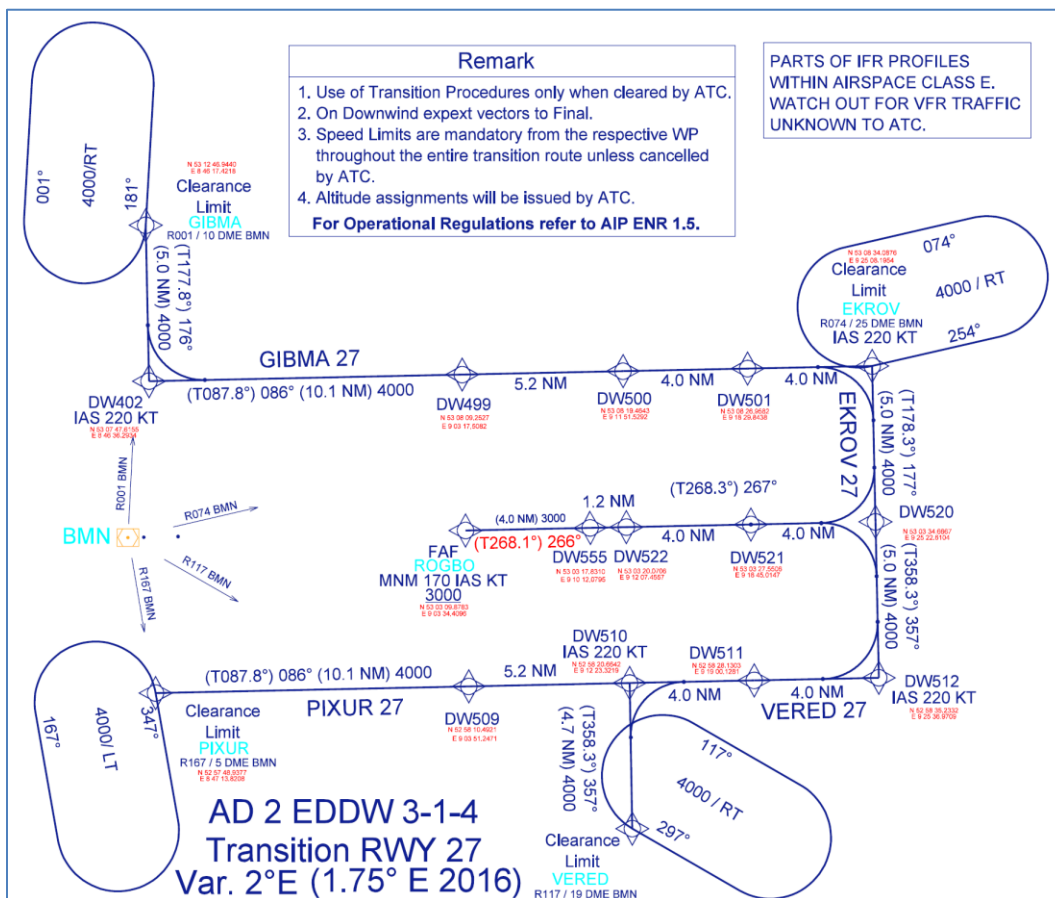 Remark
1. Use of Transition Procedures only when cleared by ATC.
2. On Downwind expext vectors to Final.
3. Speed Limits are mandatory from the respective WP
throughout the entire transition route unless cancelled
by ATC.
4. Altitude assignments will be issued by ATC.
For Operational Regulations refer to AIP ENR 1.5.
PARTS OF IFR PROFILES
WITHIN AIRSPACE CLASS E.
WATCH OUT FOR VFR TRAFFIC
UNKNOWN TO ATC.
001°
4000/RT
181°
Clearance
Limit
GIBMA
R001 / 10 DME BMN
(T177.8°) 176°
(5.0 NM) 4000
074°
Clearance
Limit
EKROV
R074 / 25 DME BMN
IAS 220 KT
4000 / RT
254°
GIBMA 27
(T087.8°) 086° (10.1 NM) 4000
5.2 NM
4.0 NM
4.0 NM
DW402
IAS 220 KT
DW499
DW500
DW501
EKROV 27
(T178.3°) 177°
(5.0 NM) 4000
R001 BMN
R074 BMN
BMN
R117 BMN
R167 BMN
(T268.3°) 267°
1.2 NM
(4.0 NM) 3000
(T268.1°) 266°
4.0 NM
4.0 NM
DW520
FAF
ROGBO
MNM 170 IAS KT
3000
DW555
DW522
DW521
(T358.3°) 357°
(5.0 NM) 4000
DW510
IAS 220 KT
DW511
(T087.8°) 086° (10.1 NM) 4000
5.2 NM
4.0 NM
4.0 NM
DW512
IAS 220 KT
PIXUR 27
DW509
VERED 27
167°
4000/ LT
347°
Clearance
Limit
PIXUR
R167 / 5 DME BMN
(T358.3°) 357°
(4.7 NM) 4000
117°
4000 / RT
297°
Clearance
Limit
VERED
R117 / 19 DME BMN
AD 2 EDDW 3-1-4
Transition RWY 27
Var. 2°E (1.75° E 2016)